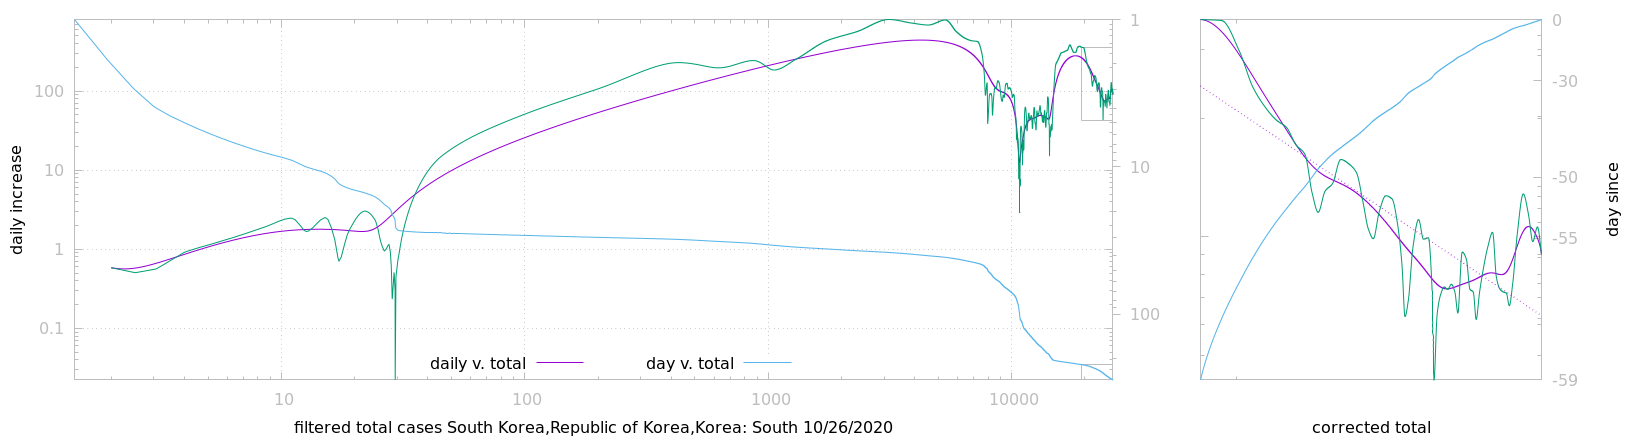 daily increase
100
10
1
0.1
daily v. total
day v. total
10
100
1000
10000
filtered total cases South Korea,Republic of Korea,Korea: South 10/26/2020
1
10
100
0
-30
-50
-55
-59
day since
corrected total